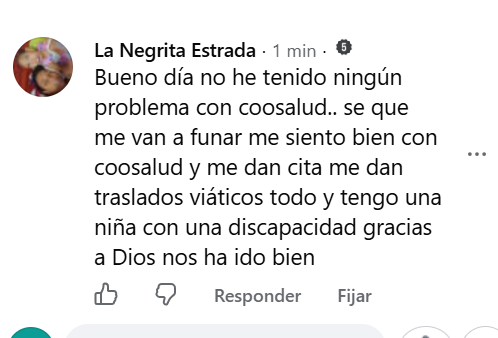 La Negrita Estrada · 1 min · 5
Bueno día no he tenido ningún
problema con coosalud.. se que
me van a funar me siento bien con
coosalud y me dan cita me dan
traslados viáticos todo y tengo una
niña con una discapacidad gracias
a Dios nos ha ido bien
Responder Fijar